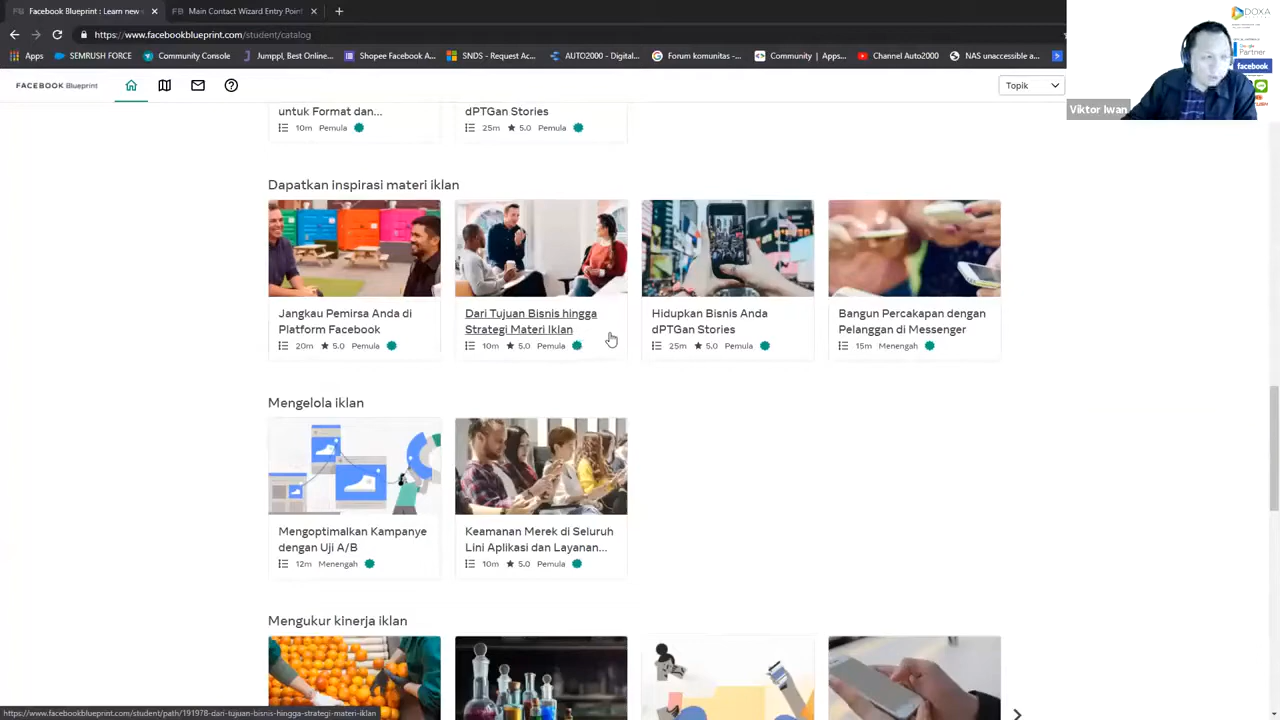 Facebook Blueprint: Learn new
Main Contact Wizard Entry Point
https://www.facebookblueprint.com/student/catalog
Apps
SEMRUSH FORCE
Community Console
Jumppl, Best Online...
Shopee Facebook A...
SNDS - Request Ac...
AUTO2000 - Digital...
Forum komunitas -...
Community Comes...
Channel Auto2000
NAS unaccessible a...
DOXA
Google
Partner
facebook
Viktor Iwan
FACEBOOK Blueprint
Topik
untuk Format dan...
10m Pemula
dPTGan Stories
25m 5.0 Pemula
Dapatkan inspirasi materi iklan
Jangkau Pemirsa Anda di
Platform Facebook
20m 5.0 Pemula
Dari Tujuan Bisnis hingga
Strategi Materi Iklan
10m 5.0 Pemula
Hidupkan Bisnis Anda
dPTGan Stories
25m 5.0 Pemula
Bangun Percakapan dengan
Pelanggan di Messenger
15m Menengah
Mengelola iklan
Mengoptimalkan Kampanye
dengan Uji A/B
12m Menengah
Keamanan Merek di Seluruh
Lini Aplikasi dan Layanan...
10m 5.0 Pemula
Mengukur kinerja iklan
https://www.facebookblueprint.com/student/path/191978-dari-tujuan-bisnis-hingga-strategi-materi-iklan